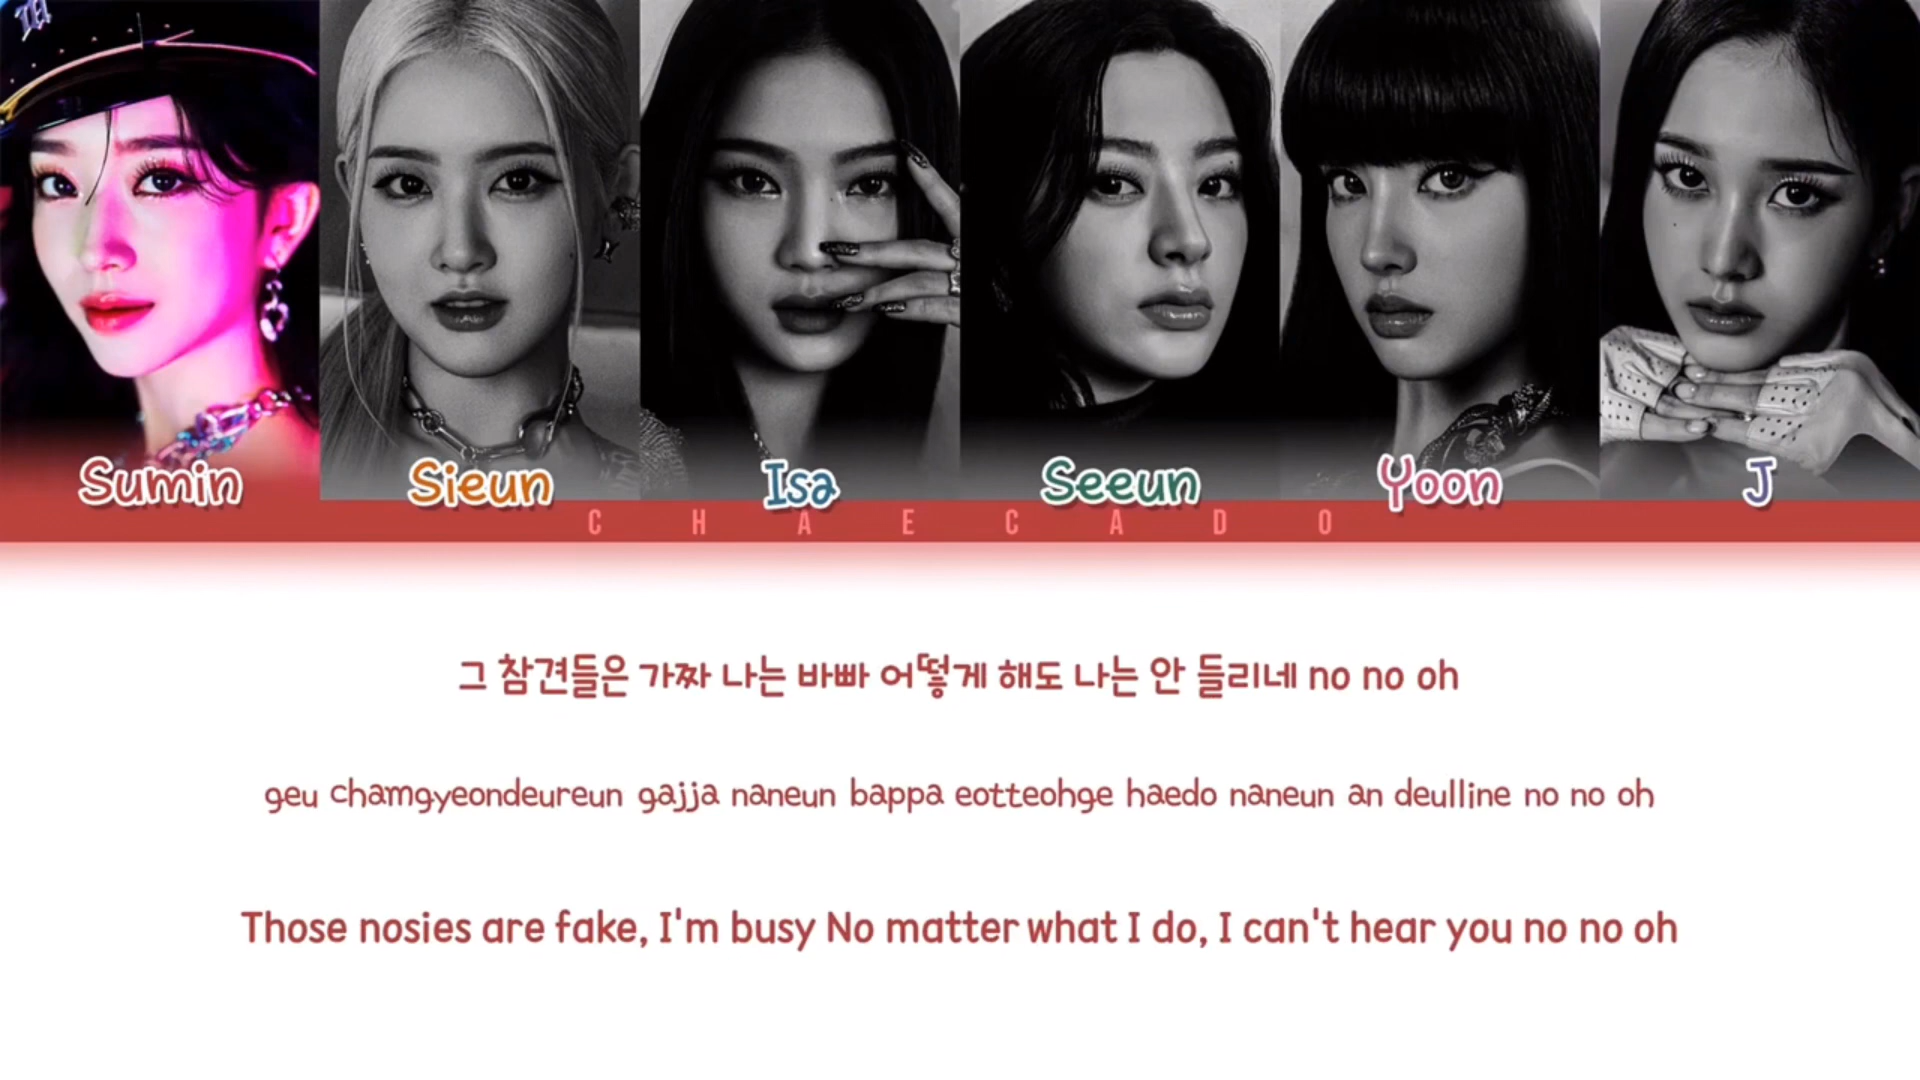 Sumin Sieun Isa Seeun Yoon J
CHAECADO
그 참견들은 가짜 나는 바빠 어떻게 해도 나는 안 들리네 no no oh
geu chamgyeondeureun gajja naneun bappa eotteohge haedo naneun an deulline no no oh
Those nosies are fake, I'm busy No matter what I do, I can't hear you no no oh